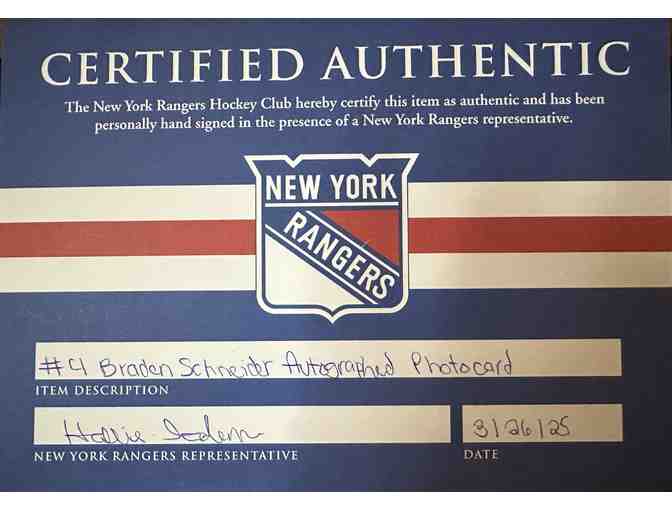 CERTIFIED AUTHENTIC
The New York Rangers Hockey Club hereby certify this item as authentic and has been
personally hand signed in the presence of a New York Rangers representative.
NEW YORK
RANGERS
#4 Braden Schneider Autographed Photocard
ITEM DESCRIPTION
Hollie
3/26/25
NEW YORK RANGERS REPRESENTATIVE
DATE